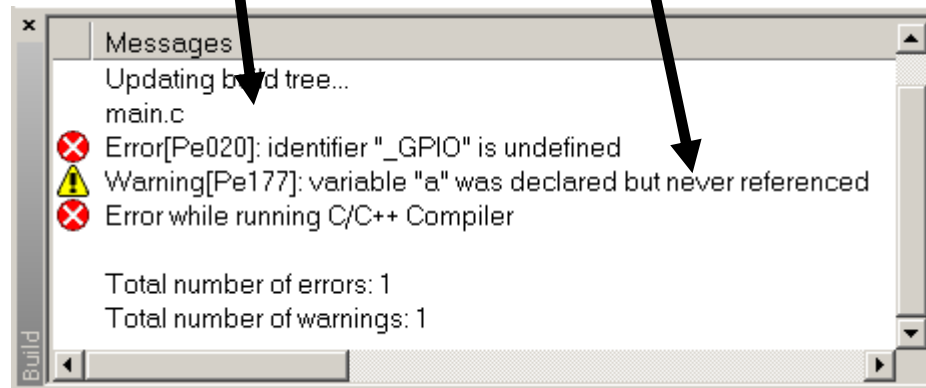 Messages
Updating build tree...
main.c
Error[Pe020]: identifier "_GPIO" is undefined
Warning[Pe177]: variable "a" was declared but never referenced
Error while running C/C++ Compiler
Total number of errors: 1
Total number of warnings: 1
Build